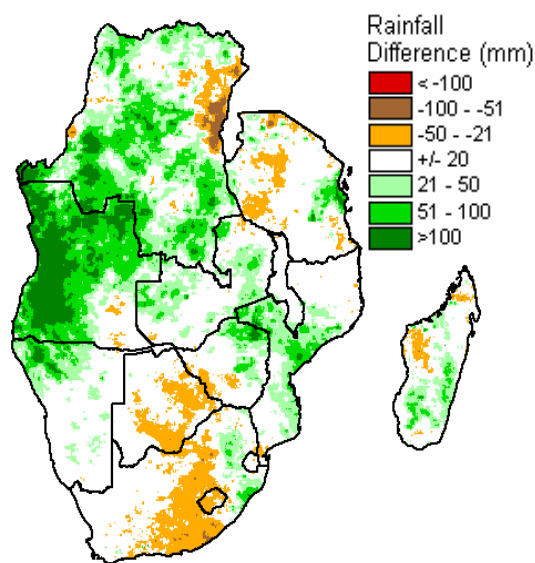 Rainfall
Difference (mm)
< -100
-100 - -51
-50 - -21
+/- 20
21 - 50
51 - 100
>100